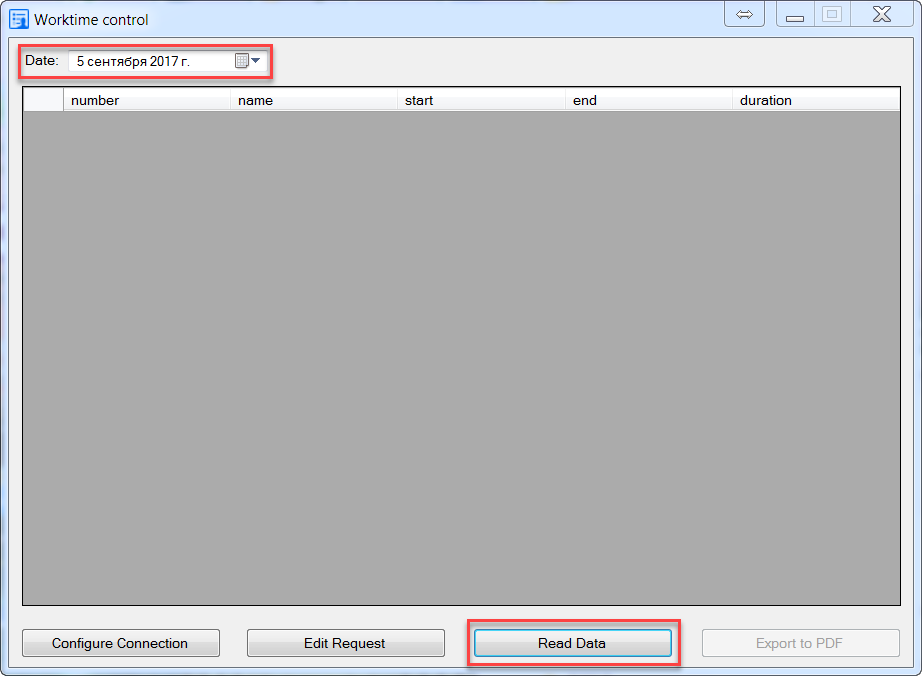 Worktime control
Date: 5 сентября 2017 г.
number name start end duration
Configure Connection Edit Request Read Data Export to PDF